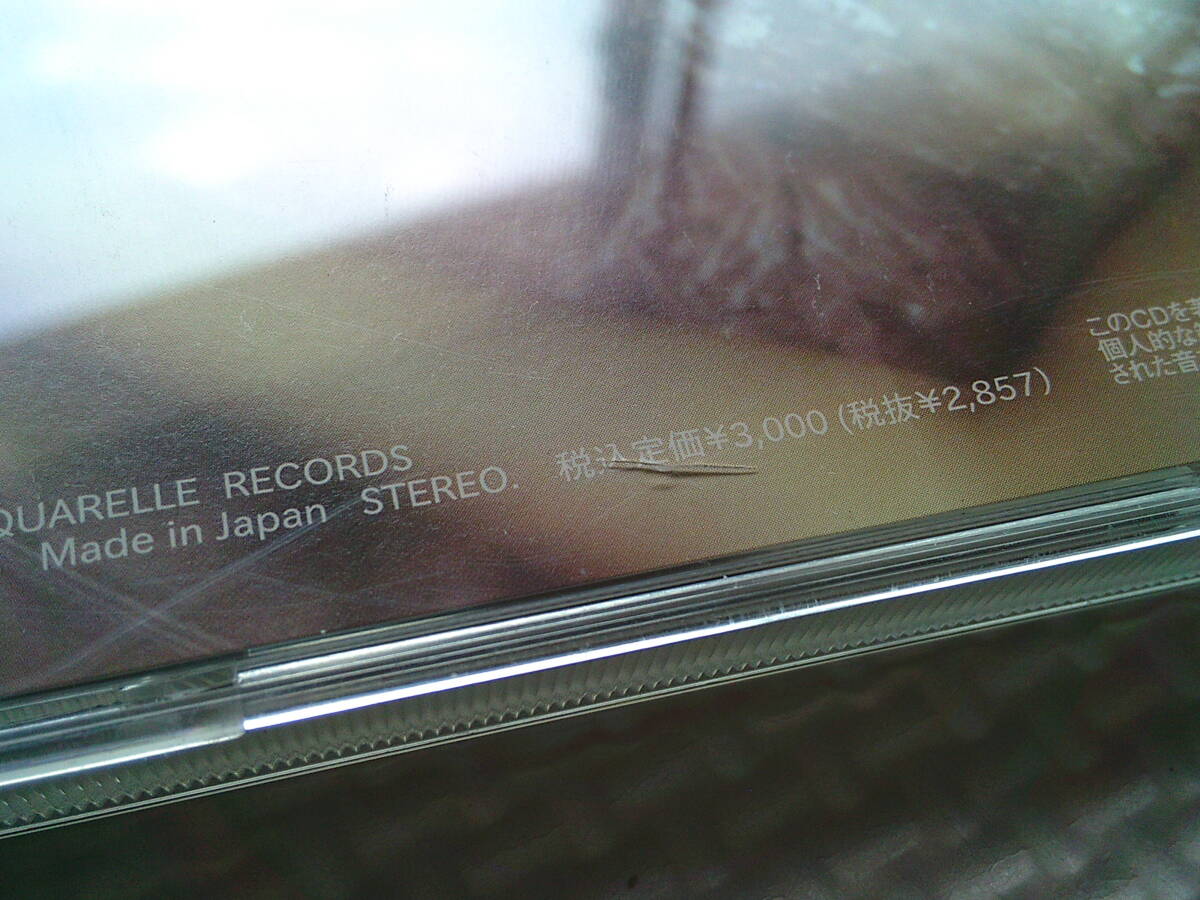 QUARELLE RECORDS
Made in Japan STEREO. 税込定価¥3,000 (税抜¥2,857)
このCDを
個人的な
された音